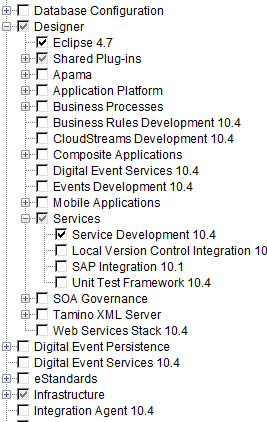 Database Configuration
Designer
Eclipse 4.7
Shared Plug-ins
Apama
Application Platform
Business Processes
Business Rules Development 10.4
CloudStreams Development 10.4
Composite Applications
Digital Event Services 10.4
Events Development 10.4
Mobile Applications
Services
Service Development 10.4
Local Version Control Integration 10
SAP Integration 10.1
Unit Test Framework 10.4
SOA Governance
Tamino XML Server
Web Services Stack 10.4
Digital Event Persistence
Digital Event Services 10.4
eStandards
Infrastructure
Integration Agent 10.4